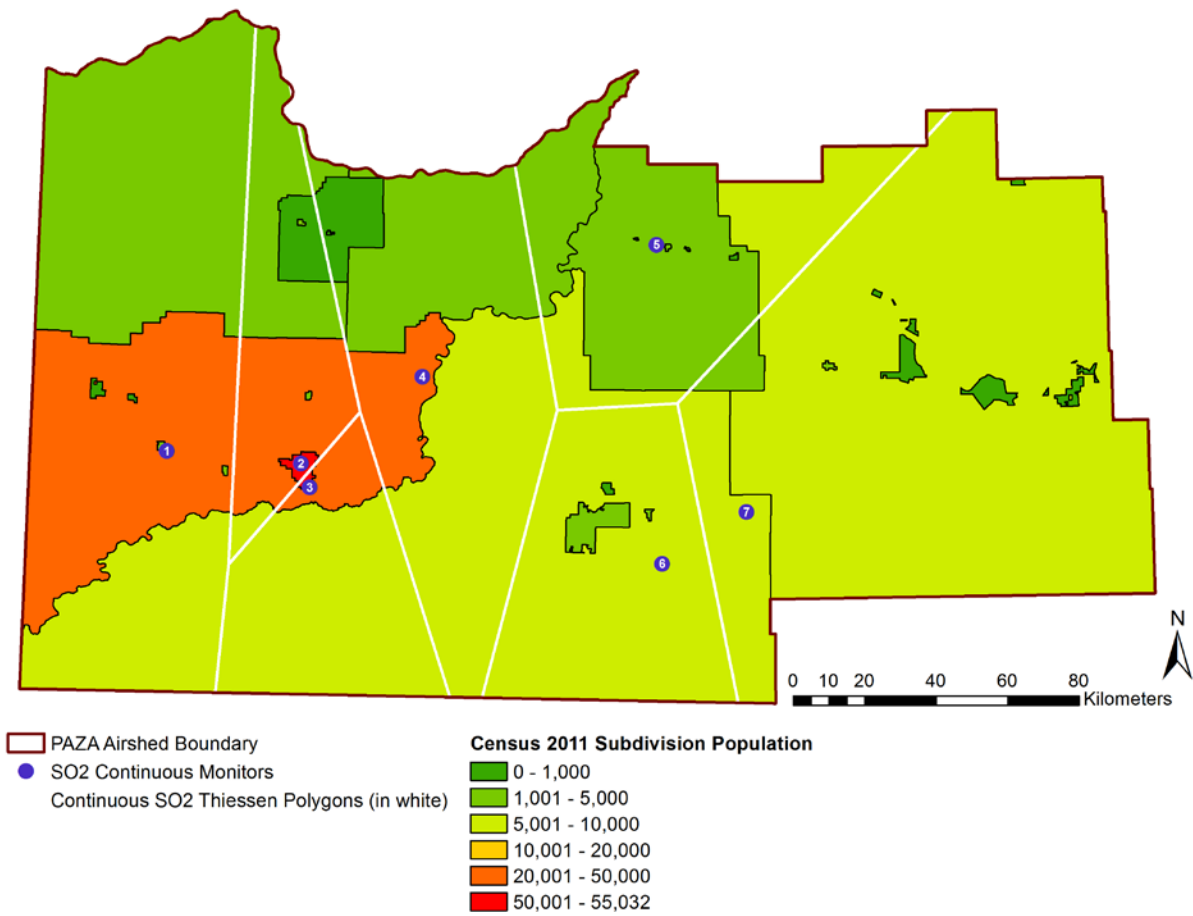 5
4
1
2
3
7
6
N
0 10 20 40 60 80
Kilometers
PAZA Airshed Boundary
SO2 Continuous Monitors
Continuous SO2 Thiessen Polygons (in white)
Census 2011 Subdivision Population
0 - 1,000
1,001 - 5,000
5,001 - 10,000
10,001 - 20,000
20,001 - 50,000
50,001 - 55,032